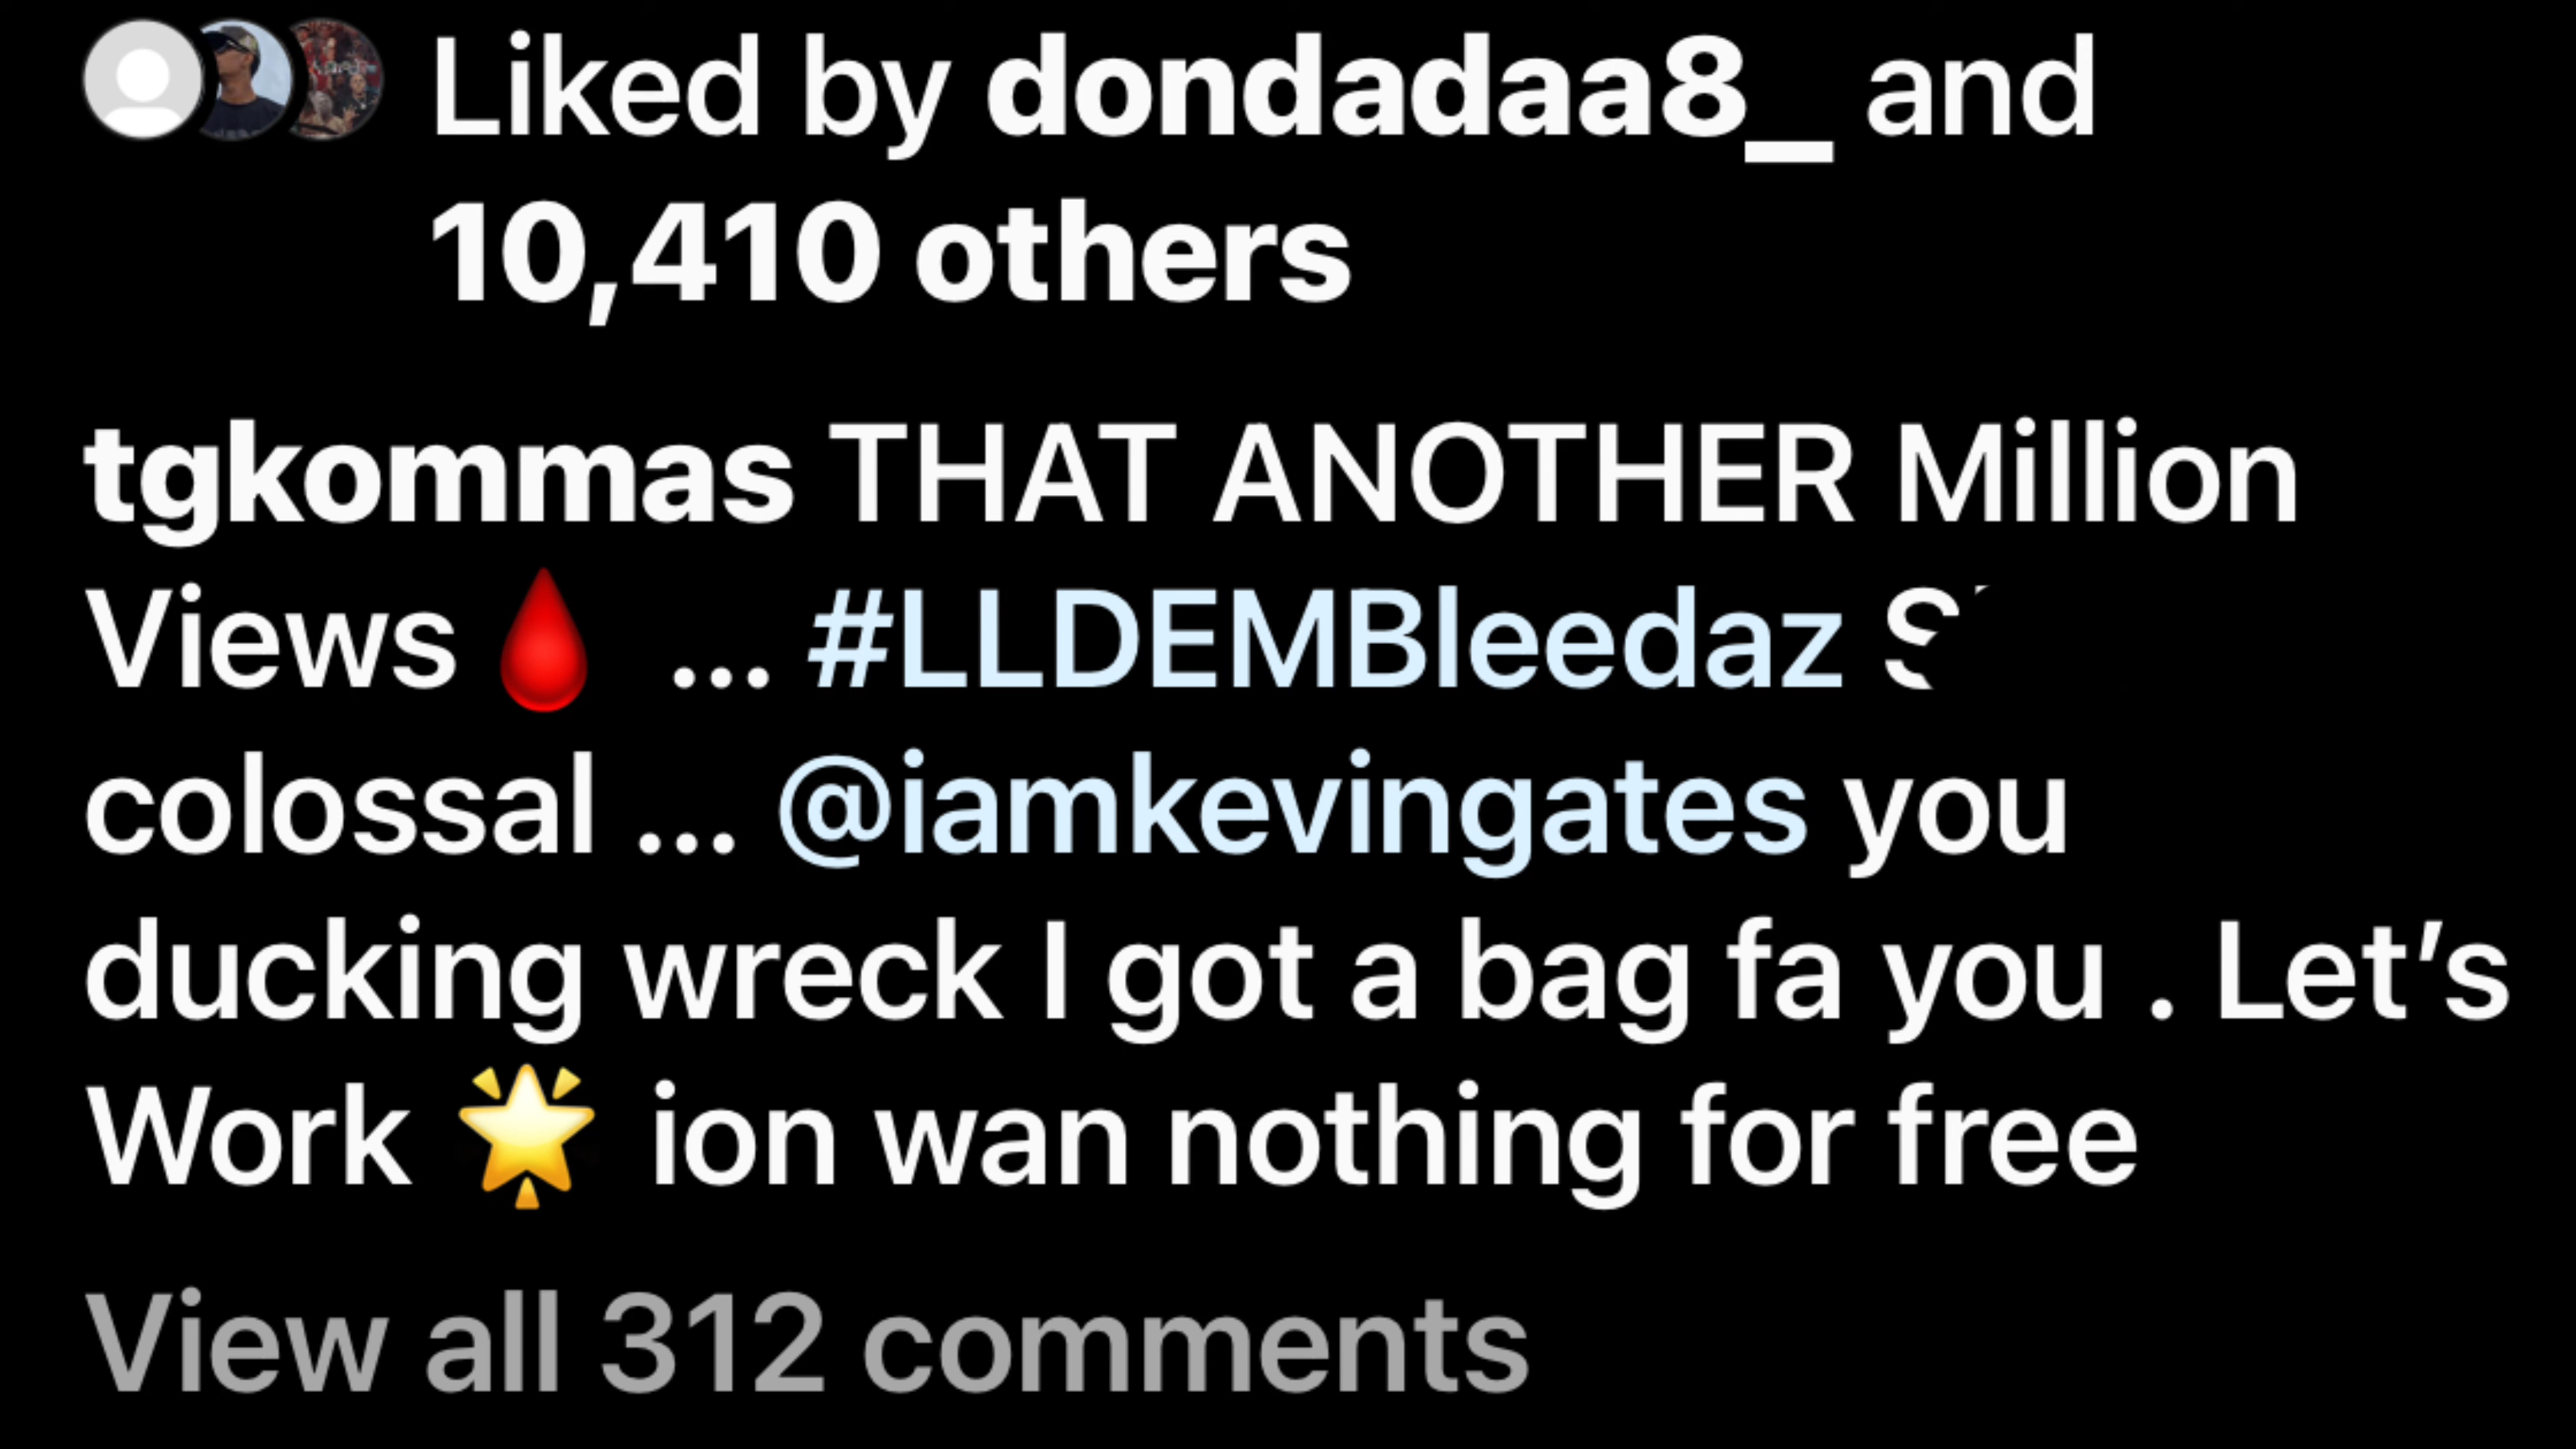 Liked by dondadaa8_ and
10,410 others
tgkommas THAT ANOTHER Million
Views🩸 ... #LLDEMBleedaz
colossal ... @iamkevingates you
ducking wreck I got a bag fa you . Let’s
Work 🌟 ion wan nothing for free
View all 312 comments